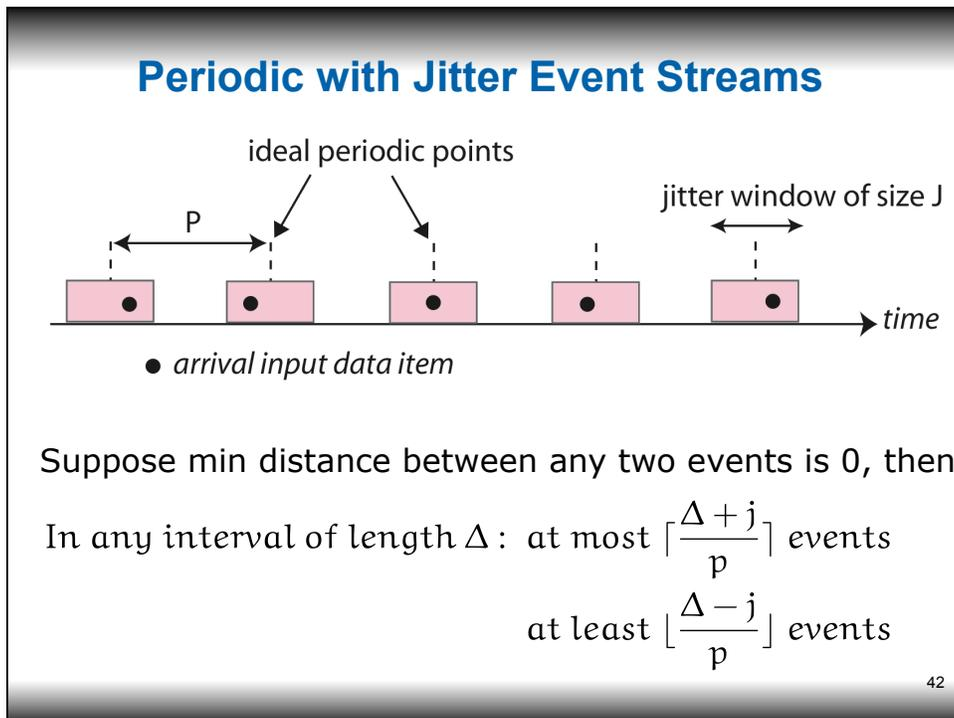 Periodic with Jitter Event Streams
ideal periodic points
jitter window of size J
P
time
● arrival input data item
Suppose min distance between any two events is 0, then
In any interval of length Δ : at most ⌈(Δ + j)/p⌉ events
at least ⌊(Δ − j)/p⌋ events
42